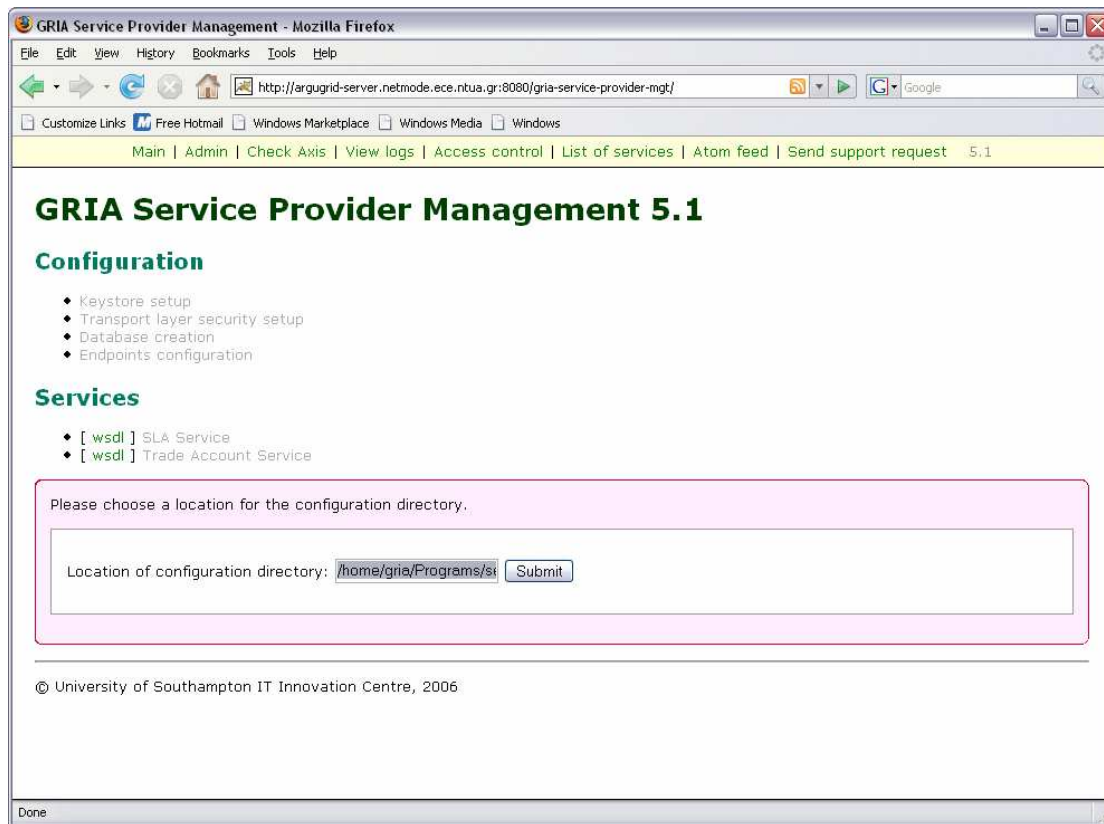 GRIA Service Provider Management - Mozilla Firefox
File Edit View History Bookmarks Tools Help
http://argugrid-server.netmode.ece.ntua.gr:8080/gria-service-provider-mgt/ G Google
Customize Links M Free Hotmail Windows Marketplace Windows Media Windows
Main | Admin | Check Axis | View logs | Access control | List of services | Atom feed | Send support request 5.1
GRIA Service Provider Management 5.1
Configuration
Keystore setup
Transport layer security setup
Database creation
Endpoints configuration
Services
[ wsdl ] SLA Service
[ wsdl ] Trade Account Service
Please choose a location for the configuration directory.
Location of configuration directory: /home/gria/Programs/se Submit
© University of Southampton IT Innovation Centre, 2006
Done